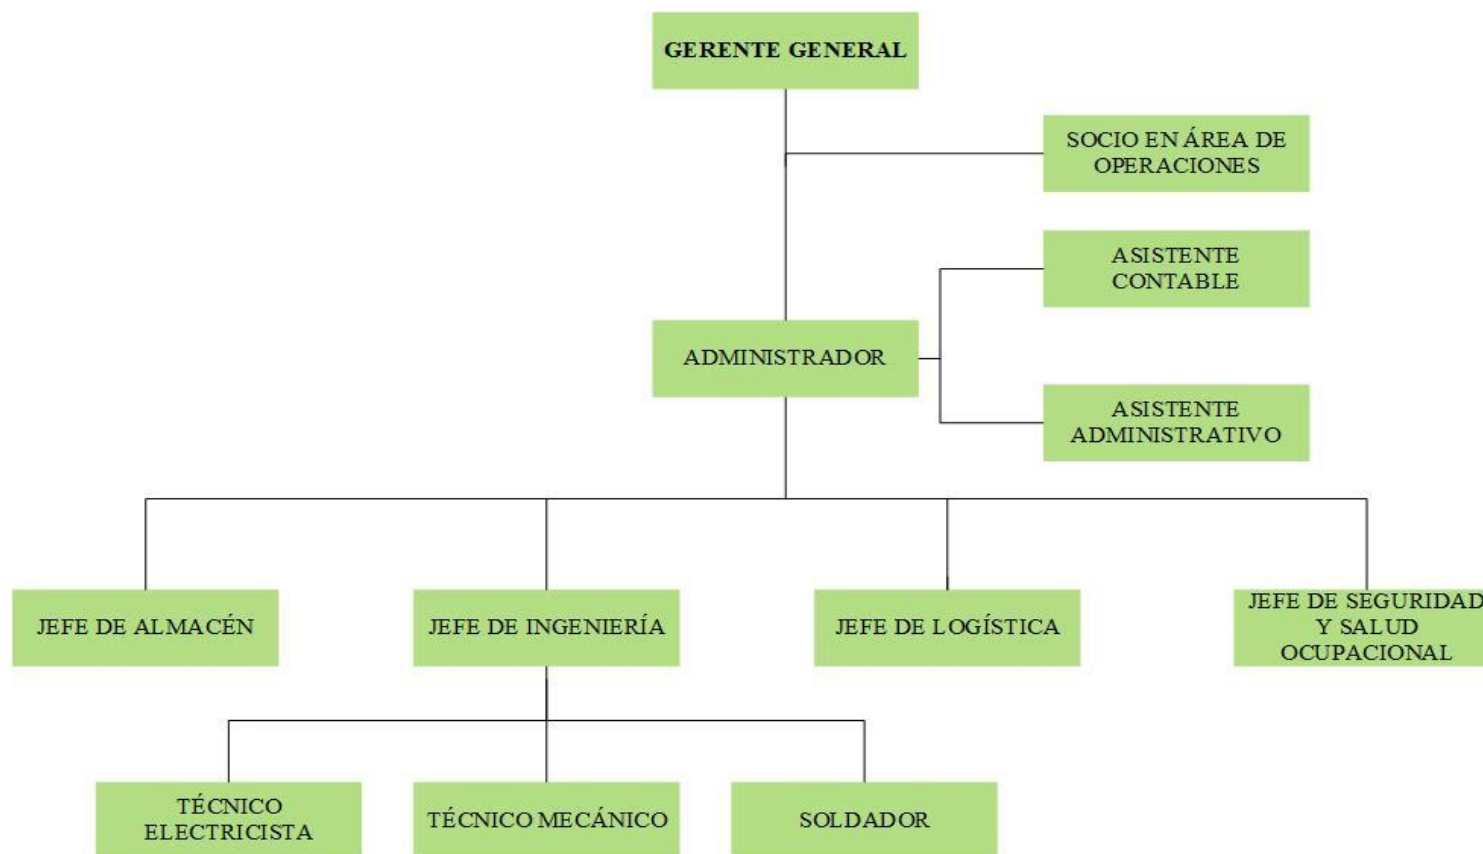 GERENTE GENERAL
SOCIO EN ÁREA DE
OPERACIONES
ASISTENTE
CONTABLE
ADMINISTRADOR
ASISTENTE
ADMINISTRATIVO
JEFE DE ALMACÉN
JEFE DE INGENIERÍA
JEFE DE LOGÍSTICA
JEFE DE SEGURIDAD
Y SALUD
OCUPACIONAL
TÉCNICO
ELECTRICISTA
TÉCNICO MECÁNICO
SOLDADOR